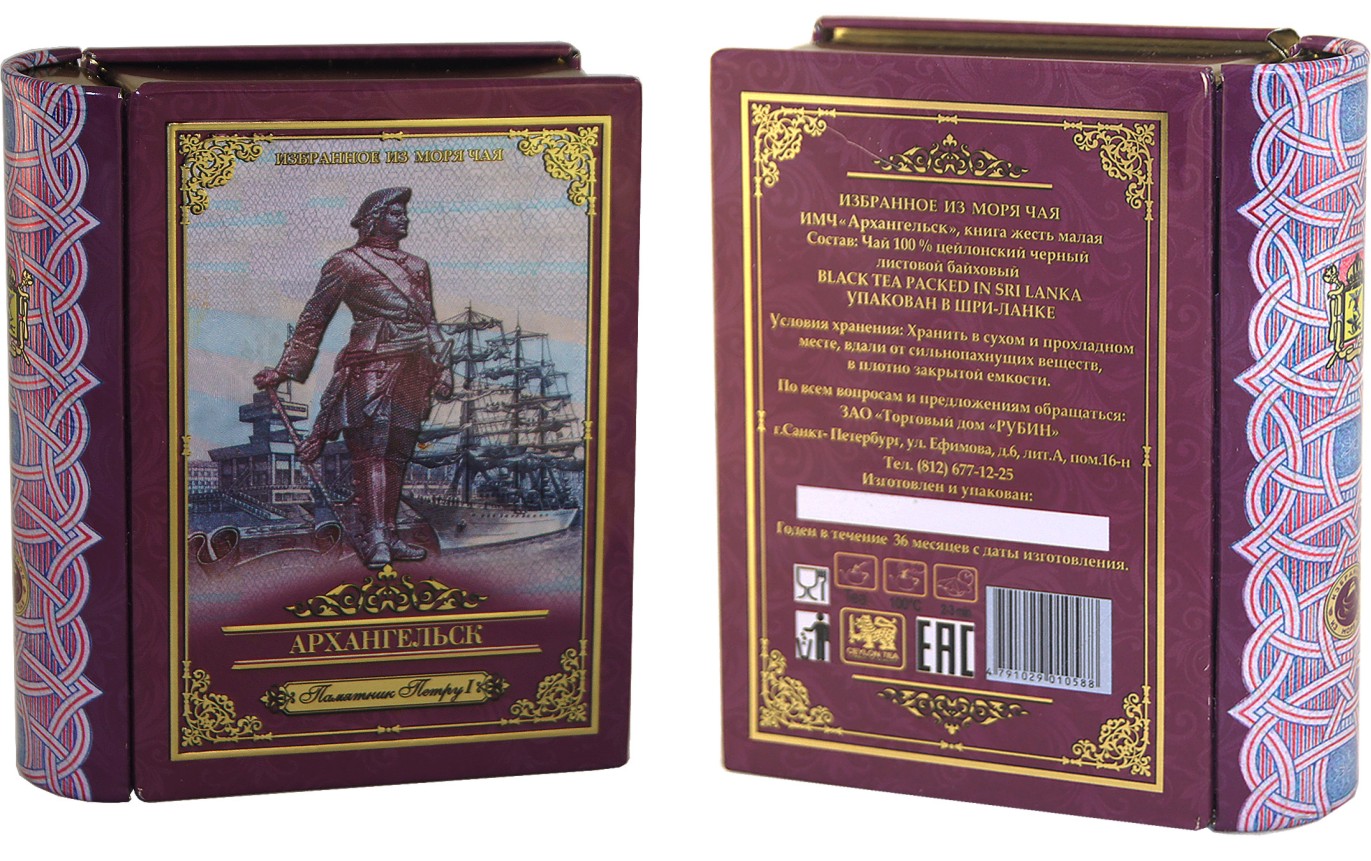 ИЗБРАННОЕ ИЗ МОРЯ ЧАЯ
АРХАНГЕЛЬСК
Памятник Петру I
ИЗБРАННОЕ ИЗ МОРЯ ЧАЯ
ИМЧ «Архангельск», книга жесть малая
Состав: Чай 100 % цейлонский черный
листовой байховый
BLACK TEA PACKED IN SRI LANKA
УПАКОВАН В ШРИ-ЛАНКЕ
Условия хранения: Хранить в сухом и прохладном
месте, вдали от сильнопахнущих веществ,
в плотно закрытой емкости.
По всем вопросам и предложениям обращаться:
ЗАО «Торговый дом «РУБИН»
г.Санкт- Петербург, ул. Ефимова, д.6, лит.А, пом.16-н
Тел. (812) 677-12-25
Изготовлен и упакован:
Годен в течение 36 месяцев с даты изготовления.
100°C
CEYLON TEA
EAC
4 791029 010588